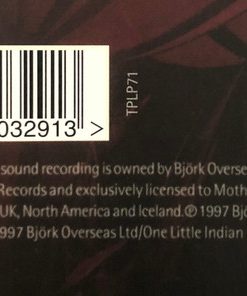 TPLP71
032913 >
sound recording is owned by Björk Overse
Records and exclusively licensed to Moth
UK, North America and Iceland.℗ 1997 Bj
997 Björk Overseas Ltd/One Little Indian